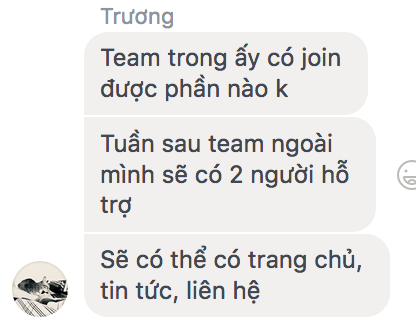 Trương
Team trong ấy có join
được phần nào k
Tuần sau team ngoài
mình sẽ có 2 người hỗ
trợ
Sẽ có thể có trang chủ,
tin tức, liên hệ